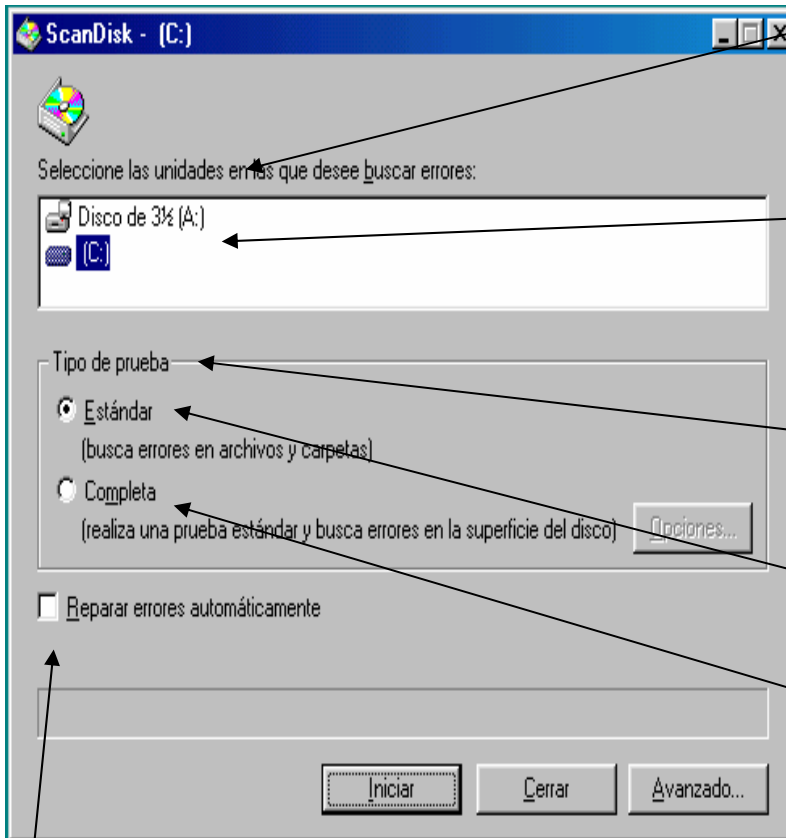 ScanDisk - (C:)
Seleccione las unidades en las que desee buscar errores:
Disco de 3½ (A:)
(C:)
Tipo de prueba
Estándar
(busca errores en archivos y carpetas)
Completa
(realiza una prueba estándar y busca errores en la superficie del disco)
Opciones...
Reparar errores automáticamente
Iniciar
Cerrar
Avanzado...